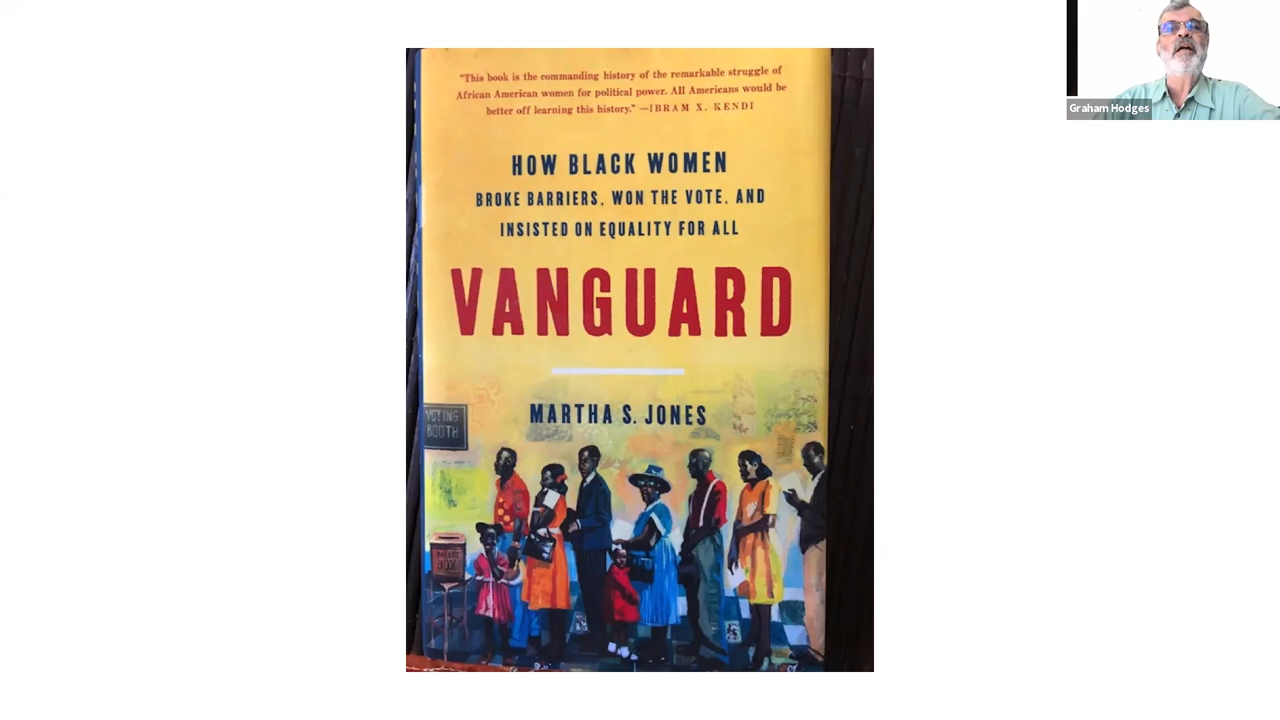 "This book is the commanding history of the remarkable struggle of
African American women for political power. All Americans would be
better off learning this history." —IBRAM X. KENDI
HOW BLACK WOMEN
BROKE BARRIERS, WON THE VOTE, AND
INSISTED ON EQUALITY FOR ALL
VANGUARD
MARTHA S. JONES
VOTING
BOOTH
BALLOT
BOX
Graham Hodges